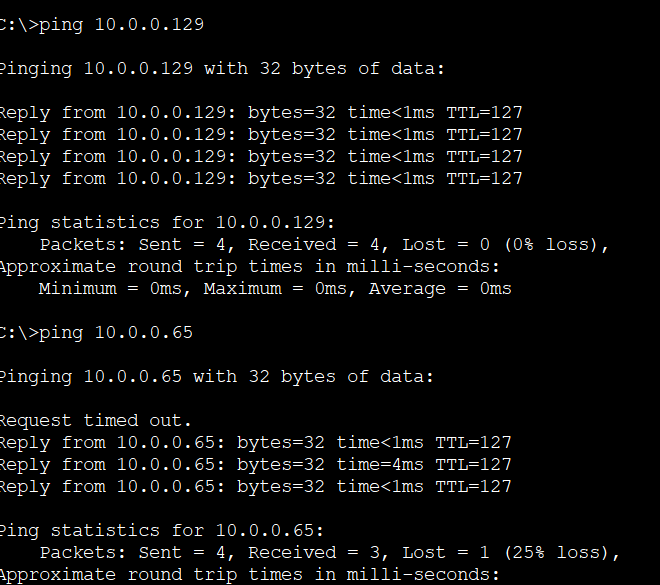 C:\>ping 10.0.0.129
Pinging 10.0.0.129 with 32 bytes of data:
Reply from 10.0.0.129: bytes=32 time<1ms TTL=127
Reply from 10.0.0.129: bytes=32 time<1ms TTL=127
Reply from 10.0.0.129: bytes=32 time<1ms TTL=127
Reply from 10.0.0.129: bytes=32 time<1ms TTL=127
Ping statistics for 10.0.0.129:
Packets: Sent = 4, Received = 4, Lost = 0 (0% loss),
Approximate round trip times in milli-seconds:
Minimum = 0ms, Maximum = 0ms, Average = 0ms
C:\>ping 10.0.0.65
Pinging 10.0.0.65 with 32 bytes of data:
Request timed out.
Reply from 10.0.0.65: bytes=32 time<1ms TTL=127
Reply from 10.0.0.65: bytes=32 time=4ms TTL=127
Reply from 10.0.0.65: bytes=32 time<1ms TTL=127
Ping statistics for 10.0.0.65:
Packets: Sent = 4, Received = 3, Lost = 1 (25% loss),
Approximate round trip times in milli-seconds: